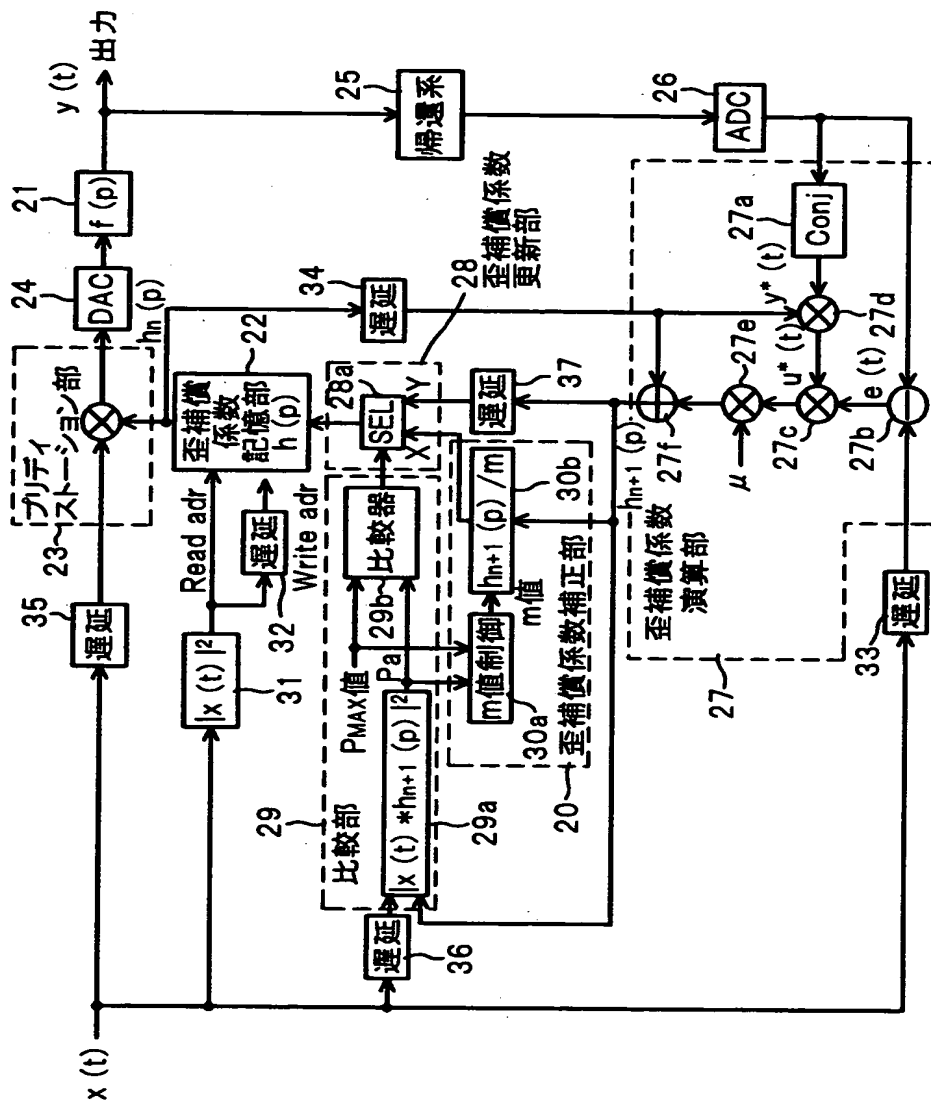 x (t)
35
遅延
プリディ
ストーション部
23
24
DAC
21
f (p)
y (t)
出力
hn (p)
31
|x (t) |²
Read adr
遅延
32
Write adr
22
歪補償
係数
記憶部
h (p)
34
遅延
25
帰還系
26
ADC
28
歪補償係数
更新部
28a
SEL
X
Y
29
比較部
PMAX値
Pa
比較器
29b
|x (t) *hn+1 (p) |²
29a
遅延
36
20
歪補償係数補正部
m値制御
30a
m値
hn+1 (p) /m
30b
遅延
37
hn+1 (p)
27f
歪補償係数
演算部
27
μ
27e
27c
u* (t)
y* (t)
27d
27a
Conj
e (t)
27b
33
遅延